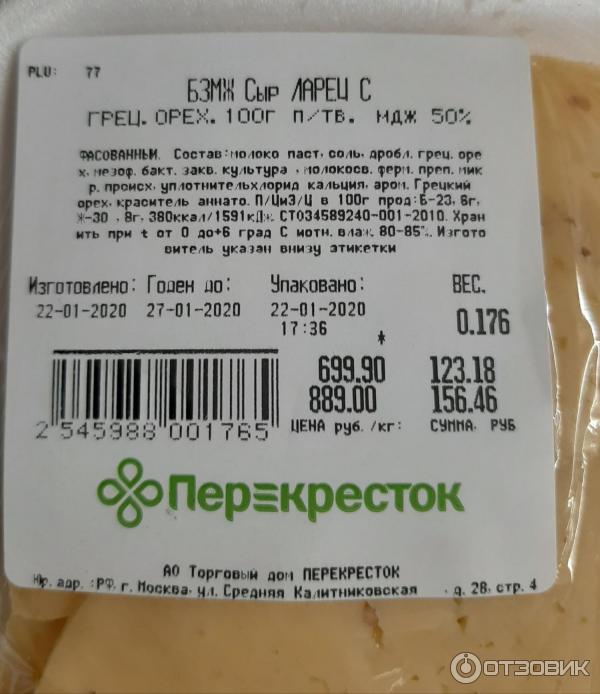 PLU: 77
БЗМЖ Сыр ЛАРЕЦ С
ГРЕЦ. ОРЕХ. 100Г П/ТВ. МДЖ 50%
ФАСОВАННЫЙ. Состав:молоко паст, соль, дробл. грец. оре
х, мезоф. бакт. закв. культура , молокосв. ферм. преп. мик
р. происх, уплотнительхлорид кальция, аром. Грецкий
орех, краситель аннато. П/ЦиЭ/Ц в 100г прод:Б-23, 6г,
Ж-30 , 8г, 380ккал/1591кДж. СТО34589240-001-2010. Хран
ить при t от 0 до+6 град С иотн. влаж. 80-85%. Изгото
витель указан внизу этикетки
Изготовлено: Годен до: Упаковано: ВЕС.
22-01-2020 27-01-2020 22-01-2020
17:36 * 0.176
699.90 123.18
889.00 156.46
2 545988 001765 ЦЕНА руб. /кг: СУММА. РУБ
Перекресток
АО Торговый дом ПЕРЕКРЕСТОК
Юр. адр. :РФ, г. Москва, ул. Средняя Калитниковская , д. 28, стр. 4
ОТЗОВИК